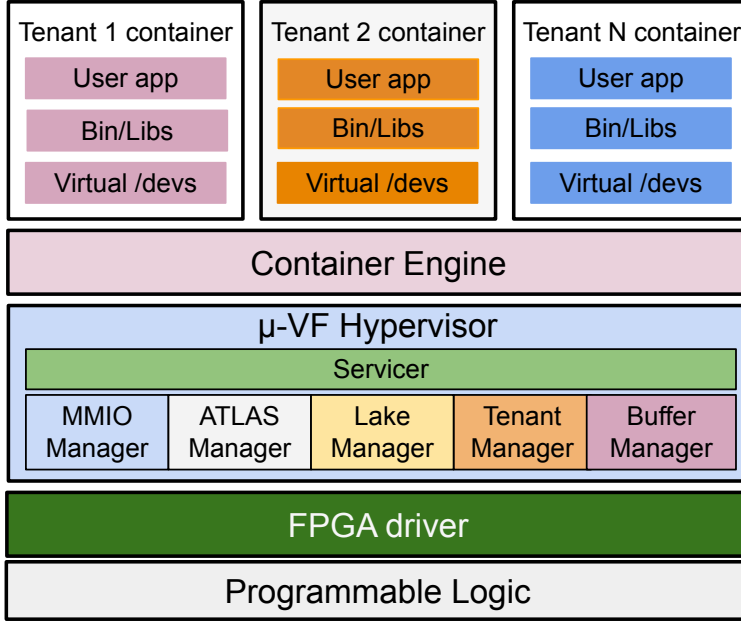 Tenant 1 container
User app
Bin/Libs
Virtual /devs
Tenant 2 container
User app
Bin/Libs
Virtual /devs
Tenant N container
User app
Bin/Libs
Virtual /devs
Container Engine
μ-VF Hypervisor
Servicer
MMIO
Manager
ATLAS
Manager
Lake
Manager
Tenant
Manager
Buffer
Manager
FPGA driver
Programmable Logic